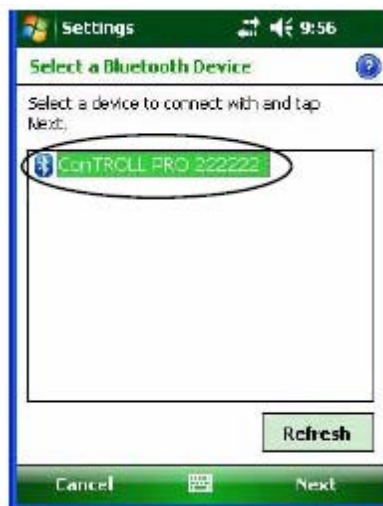 Settings 9:56
Select a Bluetooth Device
?
Select a device to connect with and tap
Next.
ConTROLL PRO 222222
Refresh
Cancel Next